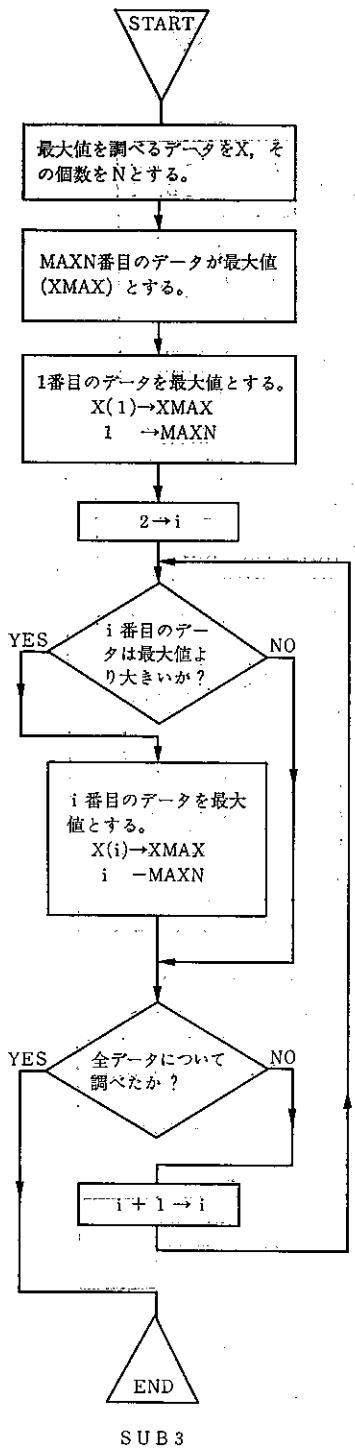 START
最大値を調べるデータをX, そ
の個数をNとする。
MAXN番目のデータが最大値
(XMAX) とする。
1番目のデータを最大値とする。
X(1)→XMAX
1 →MAXN
2→i
i 番目のデー
タは最大値よ
り大きいか？
YES
NO
i 番目のデータを最大
値とする。
X(i)→XMAX
i −MAXN
全データについて
調べたか？
YES
NO
i + 1 → i
END
SUB3